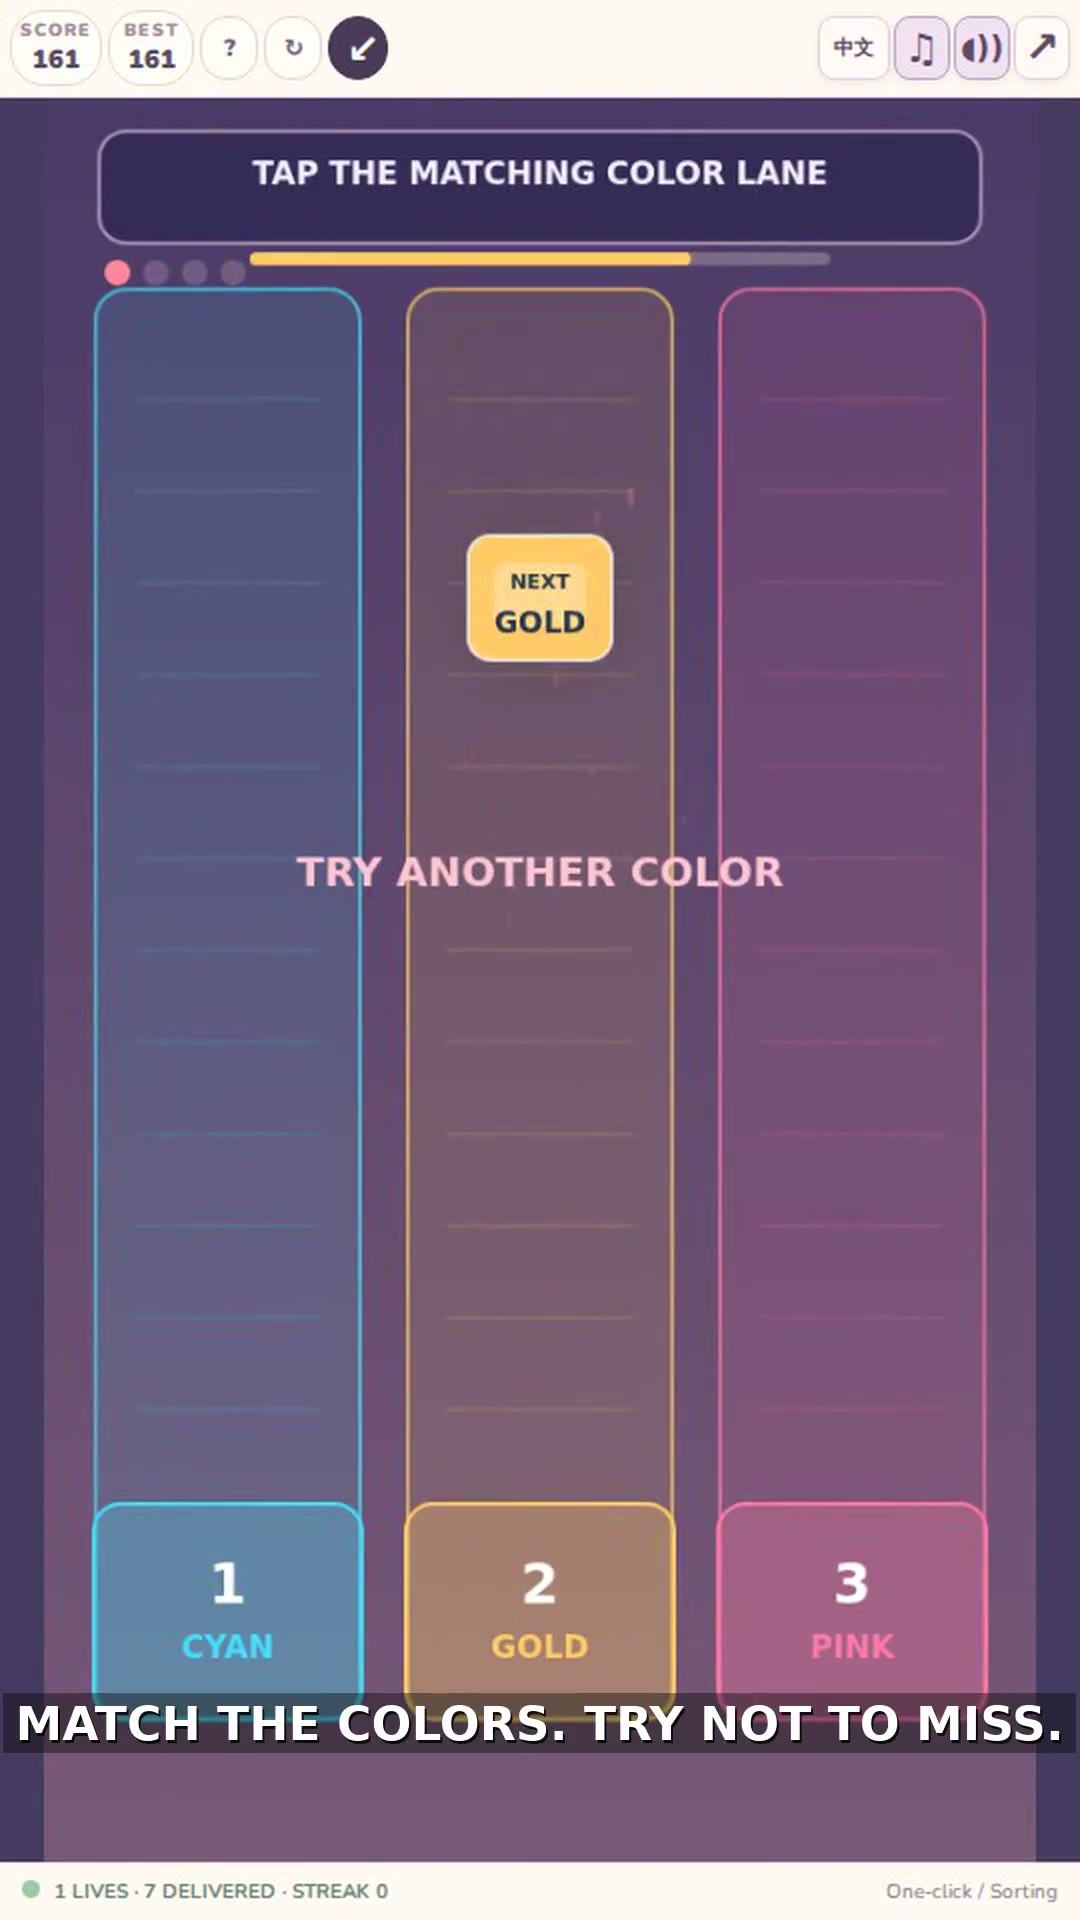 SCORE
161
BEST
161
?
↻
↙
中文
♫
↗
TAP THE MATCHING COLOR LANE
NEXT
GOLD
TRY ANOTHER COLOR
1
CYAN
2
GOLD
3
PINK
MATCH THE COLORS. TRY NOT TO MISS.
1 LIVES · 7 DELIVERED · STREAK 0
One-click / Sorting